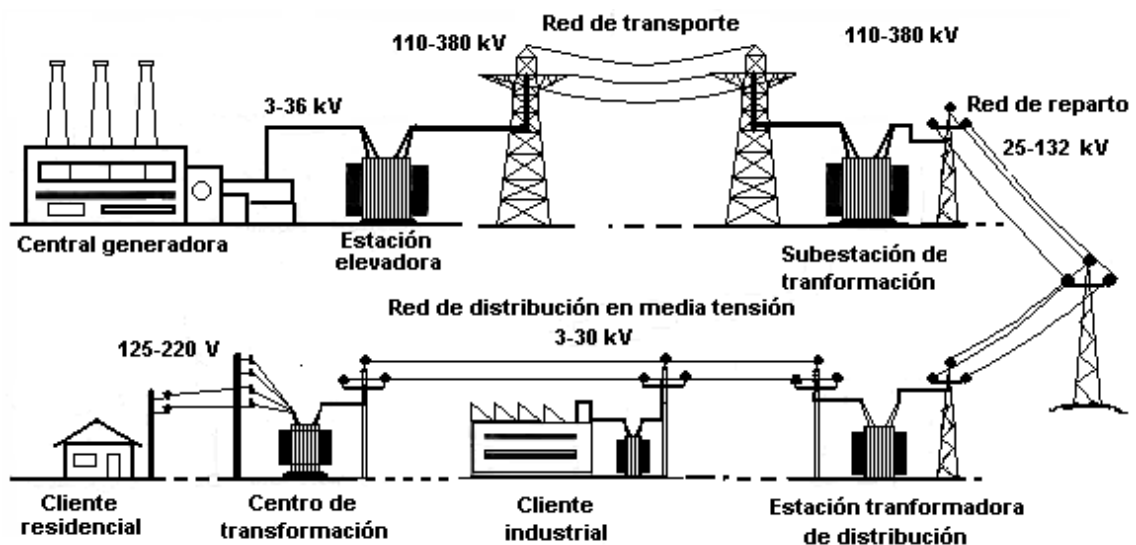 Red de transporte
110-380 kV
110-380 kV
3-36 kV
Red de reparto
25-132 kV
Central generadora
Estación
elevadora
Subestación de
tranformación
Red de distribución en media tensión
3-30 kV
125-220 V
Cliente
residencial
Centro de
transformación
Cliente
industrial
Estación tranformadora
de distribución